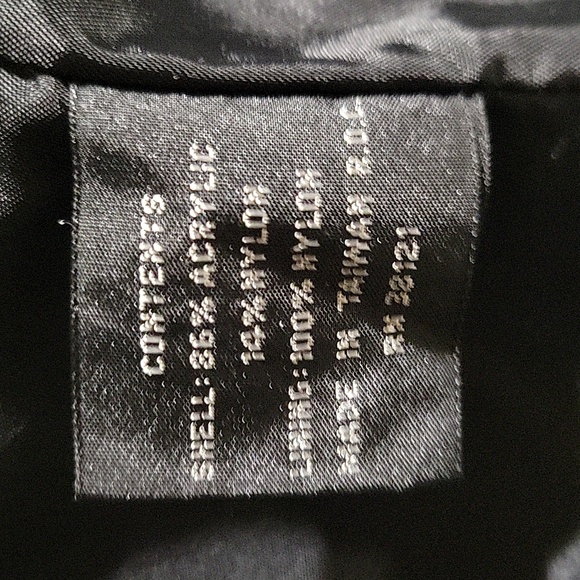 CONTENTS
SHELL: 86% ACRYLIC
14% NYLON
LINING: 100% NYLON
MADE IN TAIWAN R.O.C
RN 38121